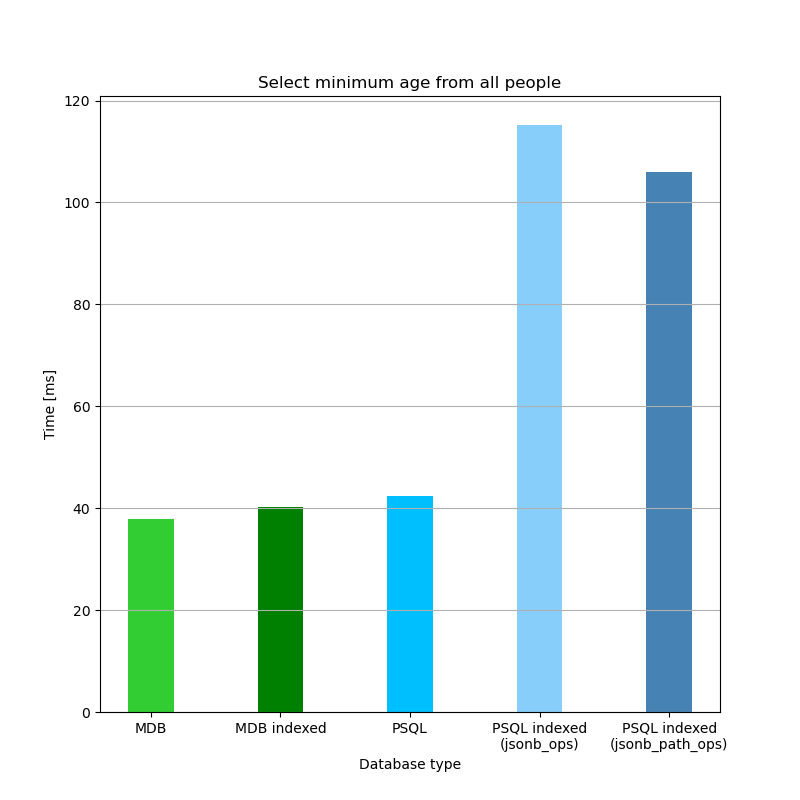 Select minimum age from all people
120
100
80
60
40
20
0
Time [ms]
MDB
MDB indexed
PSQL
PSQL indexed
(jsonb_ops)
PSQL indexed
(jsonb_path_ops)
Database type